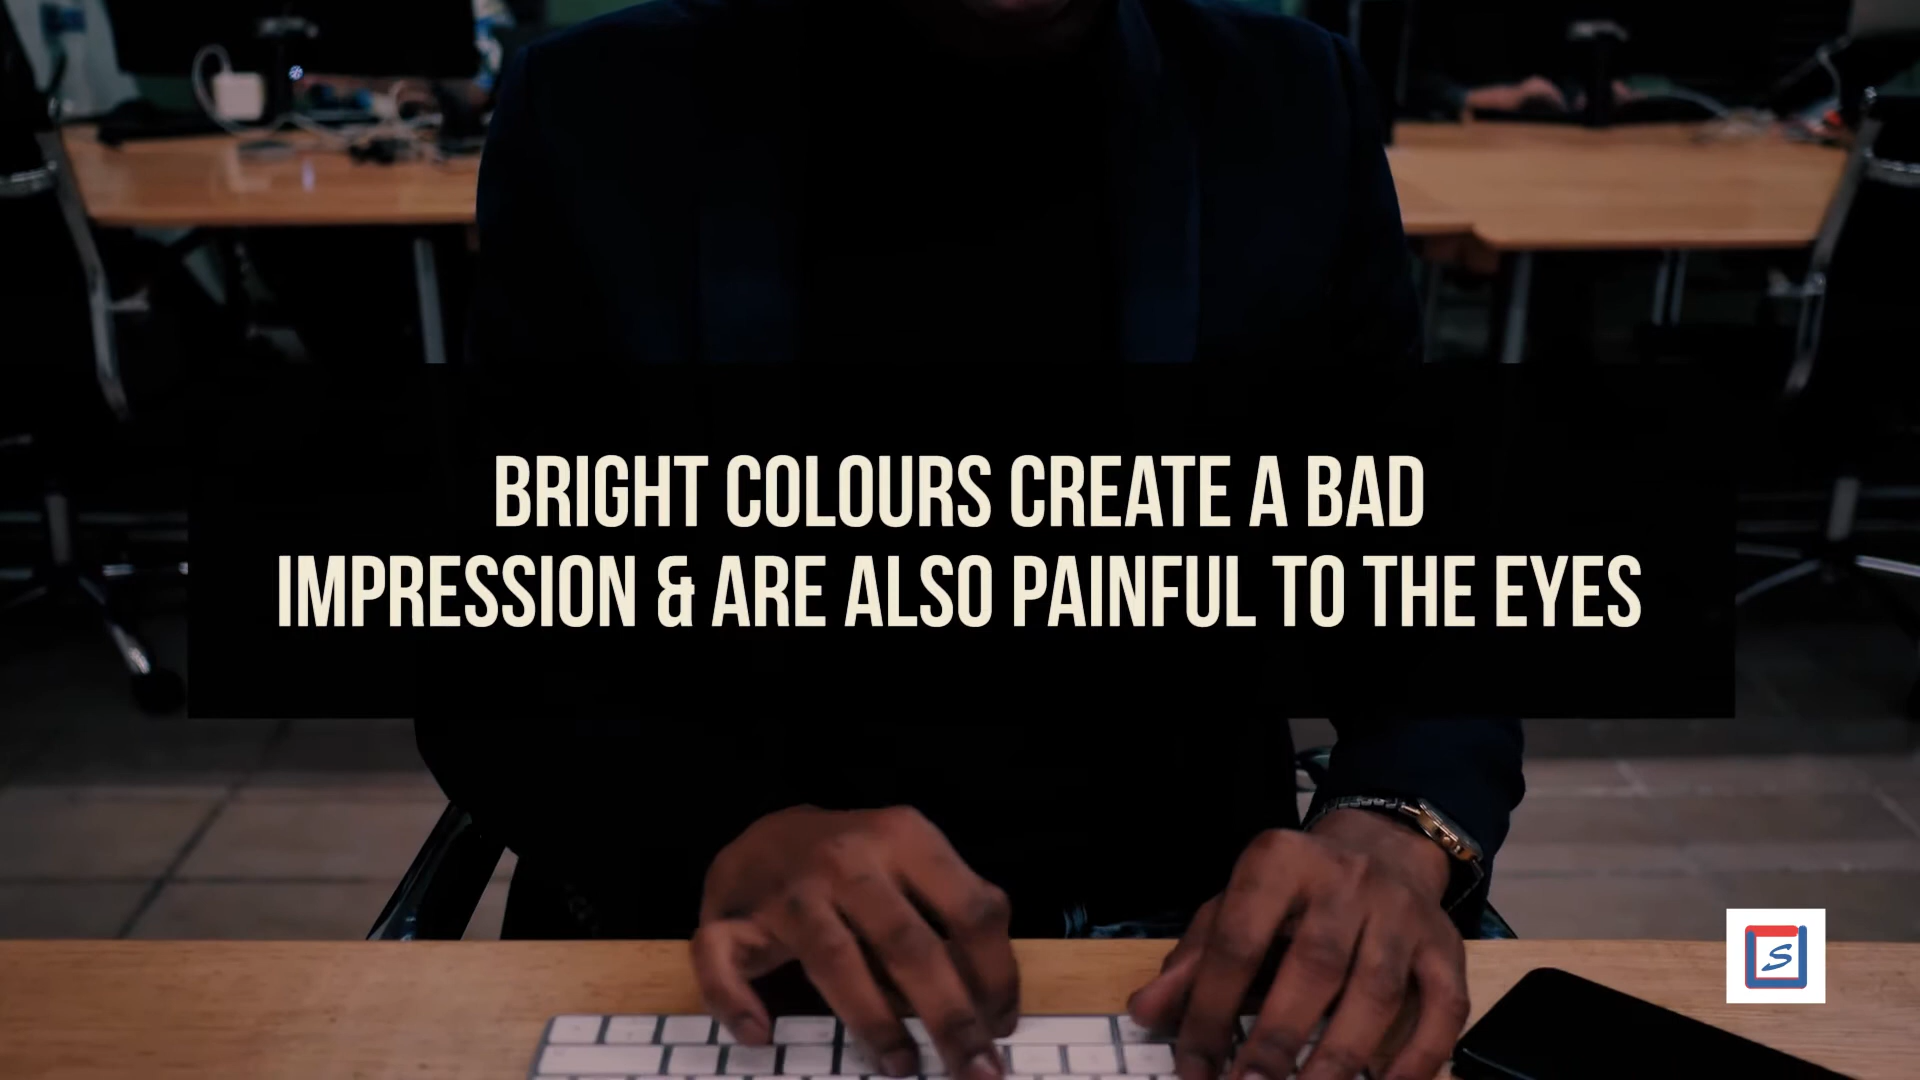 BRIGHT COLOURS CREATE A BAD
IMPRESSION & ARE ALSO PAINFUL TO THE EYES
S